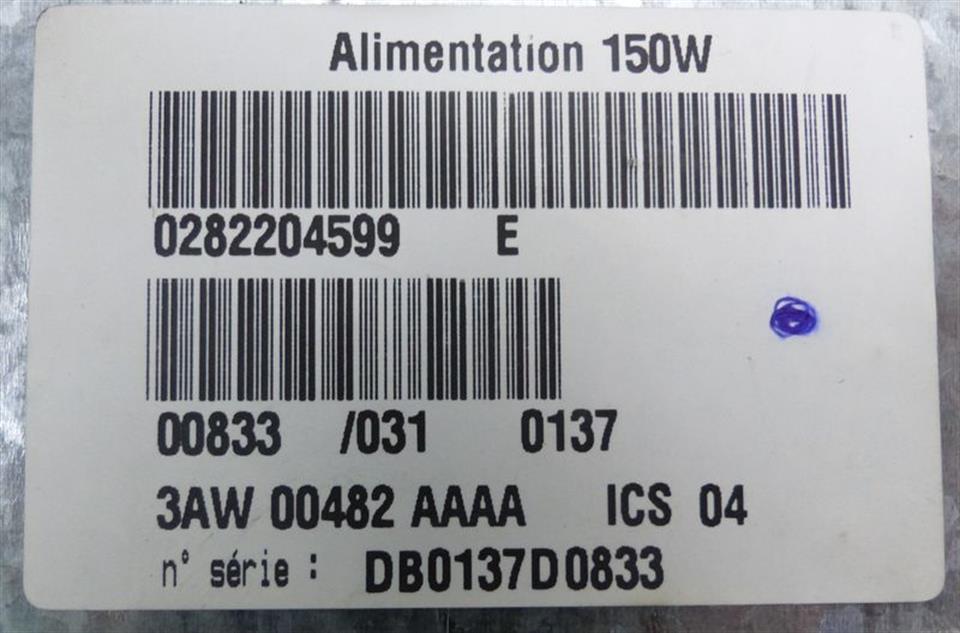 Alimentation 150W
0282204599 E
00833 /031 0137
3AW 00482 AAAA ICS 04
n° série : DB0137D0833